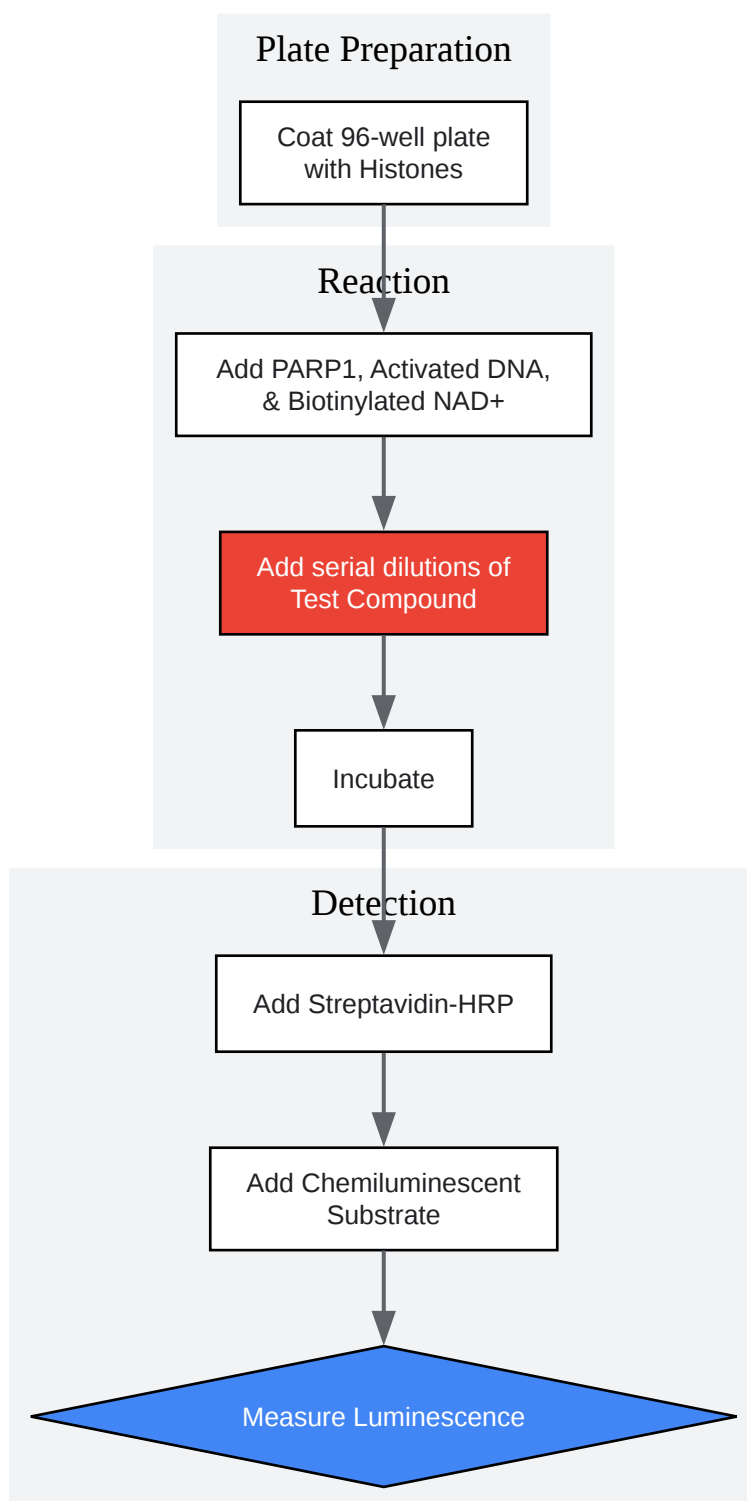 Plate Preparation
Coat 96-well plate
with Histones
Reaction
Add PARP1, Activated DNA,
& Biotinylated NAD+
Add serial dilutions of
Test Compound
Incubate
Detection
Add Streptavidin-HRP
Add Chemiluminescent
Substrate
Measure Luminescence